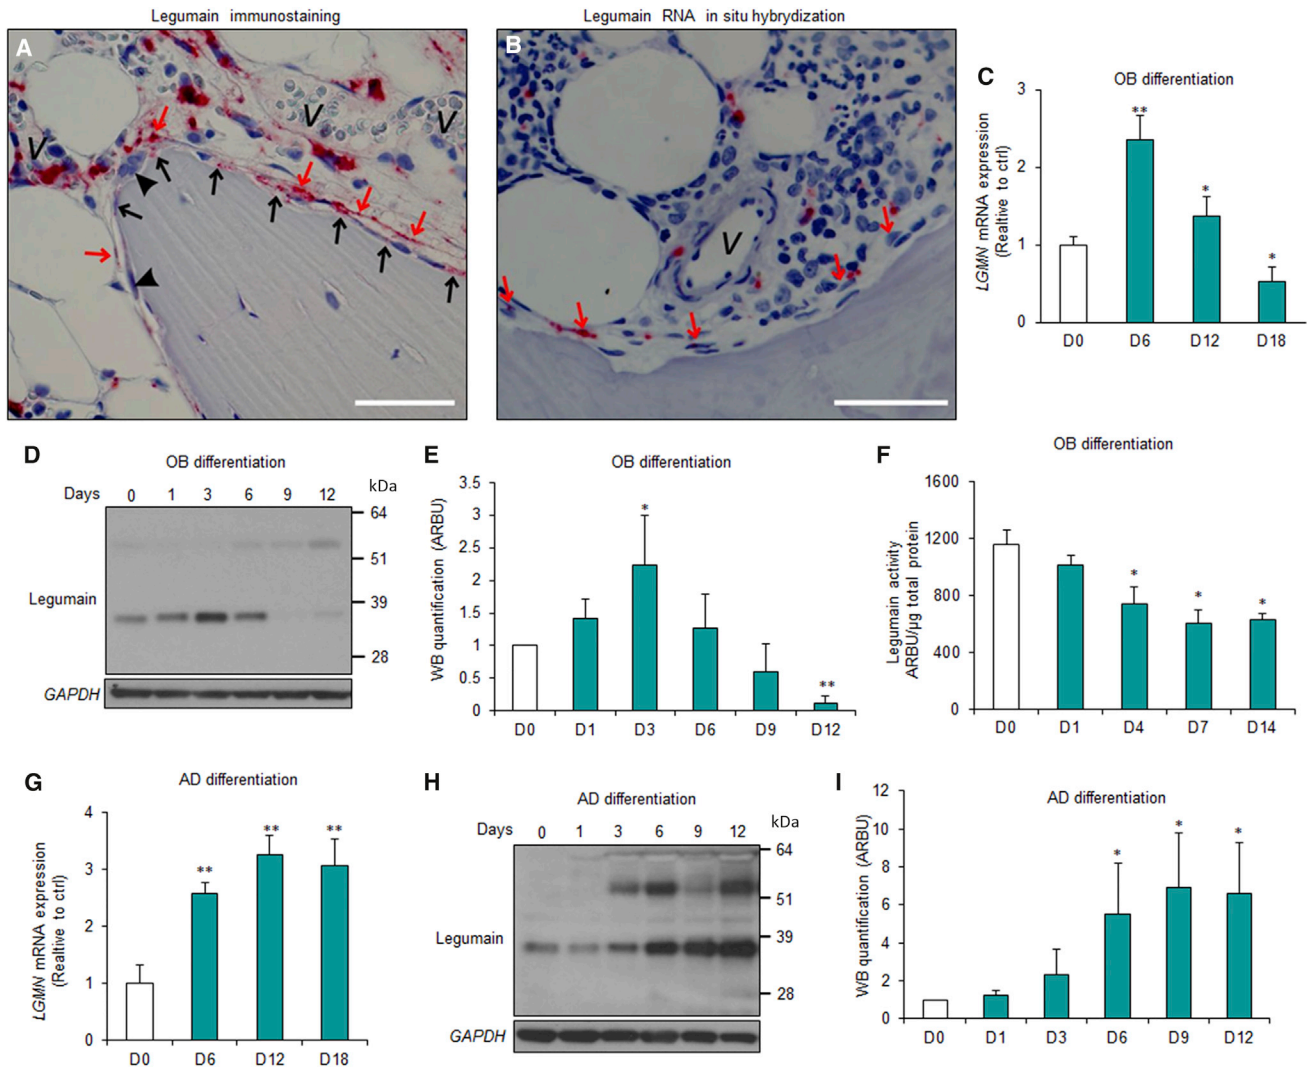 Legumain immunostaining
A
V
V
V
Legumain RNA in situ hybrydization
B
V
C
OB differentiation
LGMN mRNA expression
(Realtive to ctrl)
3
2
1
0
**
*
*
D0 D6 D12 D18
D
OB differentiation
Days 0 1 3 6 9 12 kDa
64
51
Legumain 39
28
GAPDH
E
OB differentiation
WB quantification (ARBU)
3.5
3
2.5
2
1.5
1
0.5
0
*
**
D0 D1 D3 D6 D9 D12
F
OB differentiation
Legumain activity
ARBU/µg total protein
1600
1200
800
400
0
*
*
*
D0 D1 D4 D7 D14
G
AD differentiation
LGMN mRNA expression
(Realtive to ctrl)
4
3
2
1
0
**
**
**
D0 D6 D12 D18
H
AD differentiation
Days 0 1 3 6 9 12 kDa
64
51
Legumain 39
28
GAPDH
I
AD differentiation
WB quantification (ARBU)
12
10
8
6
4
2
0
*
*
*
D0 D1 D3 D6 D9 D12